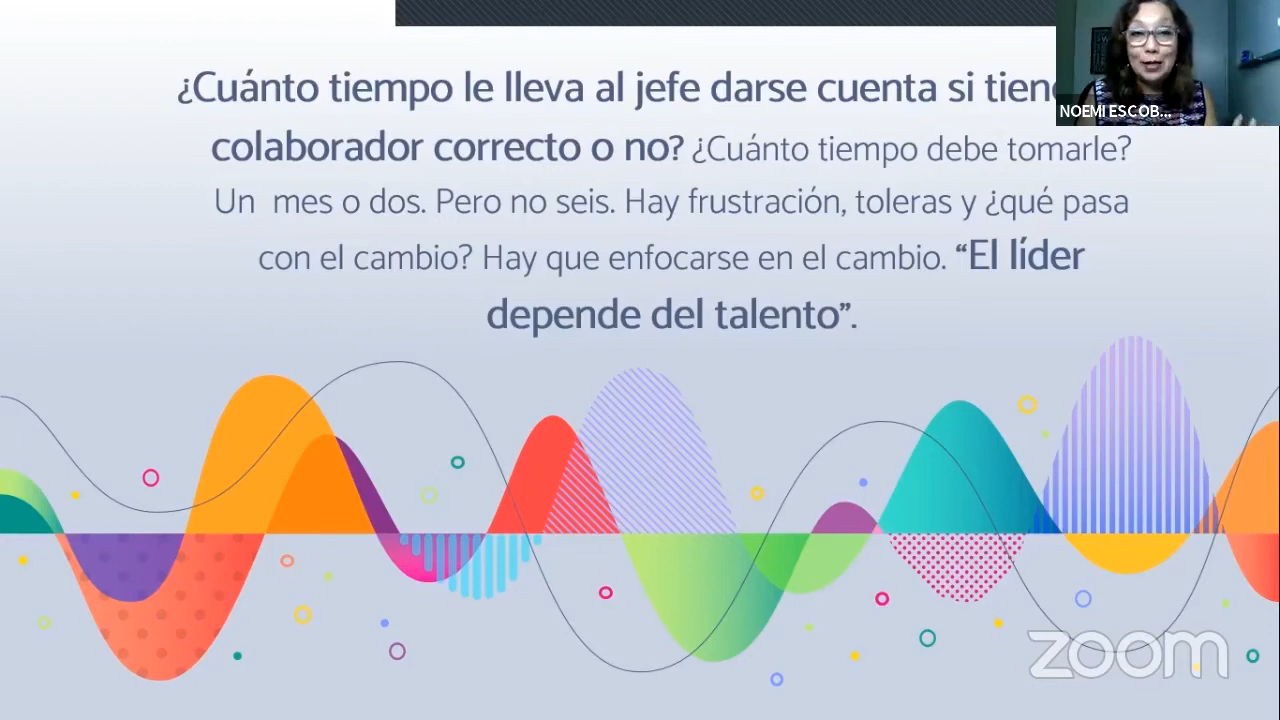 ¿Cuánto tiempo le lleva al jefe darse cuenta si
colaborador correcto o no? ¿Cuánto tiempo debe tomarle?
Un mes o dos. Pero no seis. Hay frustración, toleras y ¿qué pasa
con el cambio? Hay que enfocarse en el cambio. “El líder
depende del talento”.
NOEMI ESCOB...
zoom